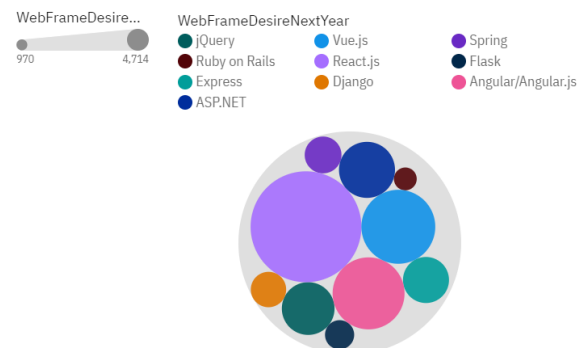 WebFrameDesire...
970 4,714
WebFrameDesireNextYear
jQuery Vue.js Spring
Ruby on Rails React.js Flask
Express Django Angular/Angular.js
ASP.NET